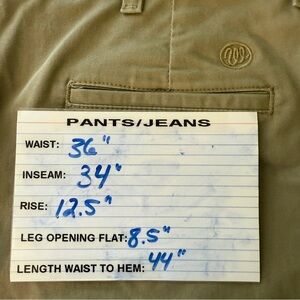 PANTS/JEANS
WAIST: 36"
INSEAM: 34"
RISE: 12.5"
LEG OPENING FLAT: 8.5"
LENGTH WAIST TO HEM: 44"